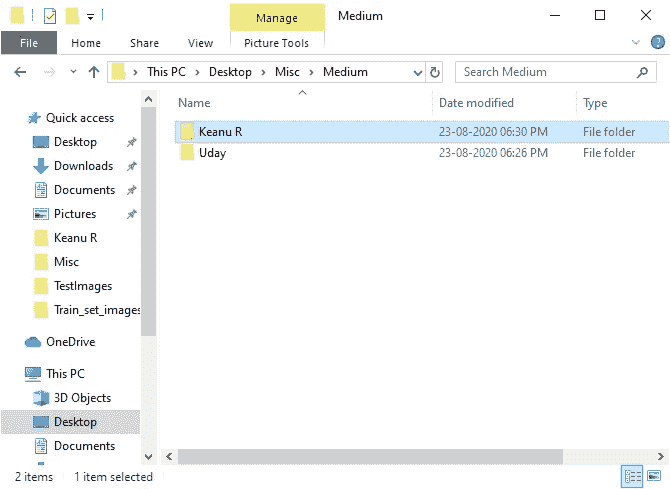 Manage
Medium
File
Home
Share
View
Picture Tools
This PC
Desktop
Misc
Medium
Search Medium
Name
Date modified
Type
Keanu R
23-08-2020 06:30 PM
File folder
Uday
23-08-2020 06:26 PM
File folder
Quick access
Desktop
Downloads
Documents
Pictures
Keanu R
Misc
TestImages
Train_set_images
OneDrive
This PC
3D Objects
Desktop
Documents
2 items
1 item selected